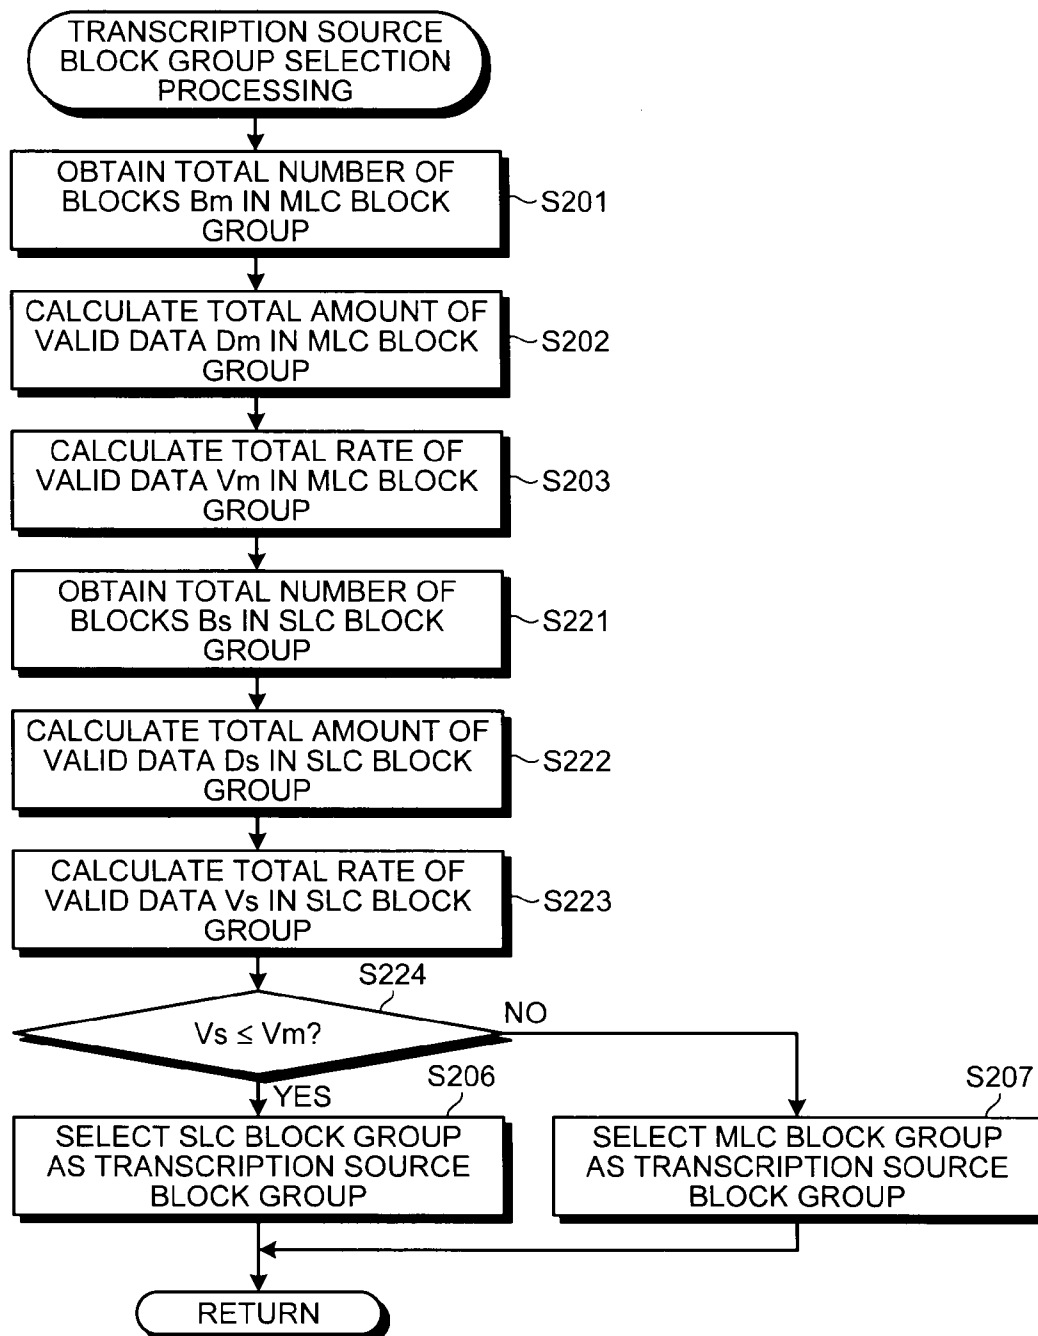 TRANSCRIPTION SOURCE
BLOCK GROUP SELECTION
PROCESSING
OBTAIN TOTAL NUMBER OF
BLOCKS Bm IN MLC BLOCK
GROUP
S201
CALCULATE TOTAL AMOUNT OF
VALID DATA Dm IN MLC BLOCK
GROUP
S202
CALCULATE TOTAL RATE OF
VALID DATA Vm IN MLC BLOCK
GROUP
S203
OBTAIN TOTAL NUMBER OF
BLOCKS Bs IN SLC BLOCK
GROUP
S221
CALCULATE TOTAL AMOUNT OF
VALID DATA Ds IN SLC BLOCK
GROUP
S222
CALCULATE TOTAL RATE OF
VALID DATA Vs IN SLC BLOCK
GROUP
S223
S224
Vs ≤ Vm?
NO
YES
S206
SELECT SLC BLOCK GROUP
AS TRANSCRIPTION SOURCE
BLOCK GROUP
S207
SELECT MLC BLOCK GROUP
AS TRANSCRIPTION SOURCE
BLOCK GROUP
RETURN